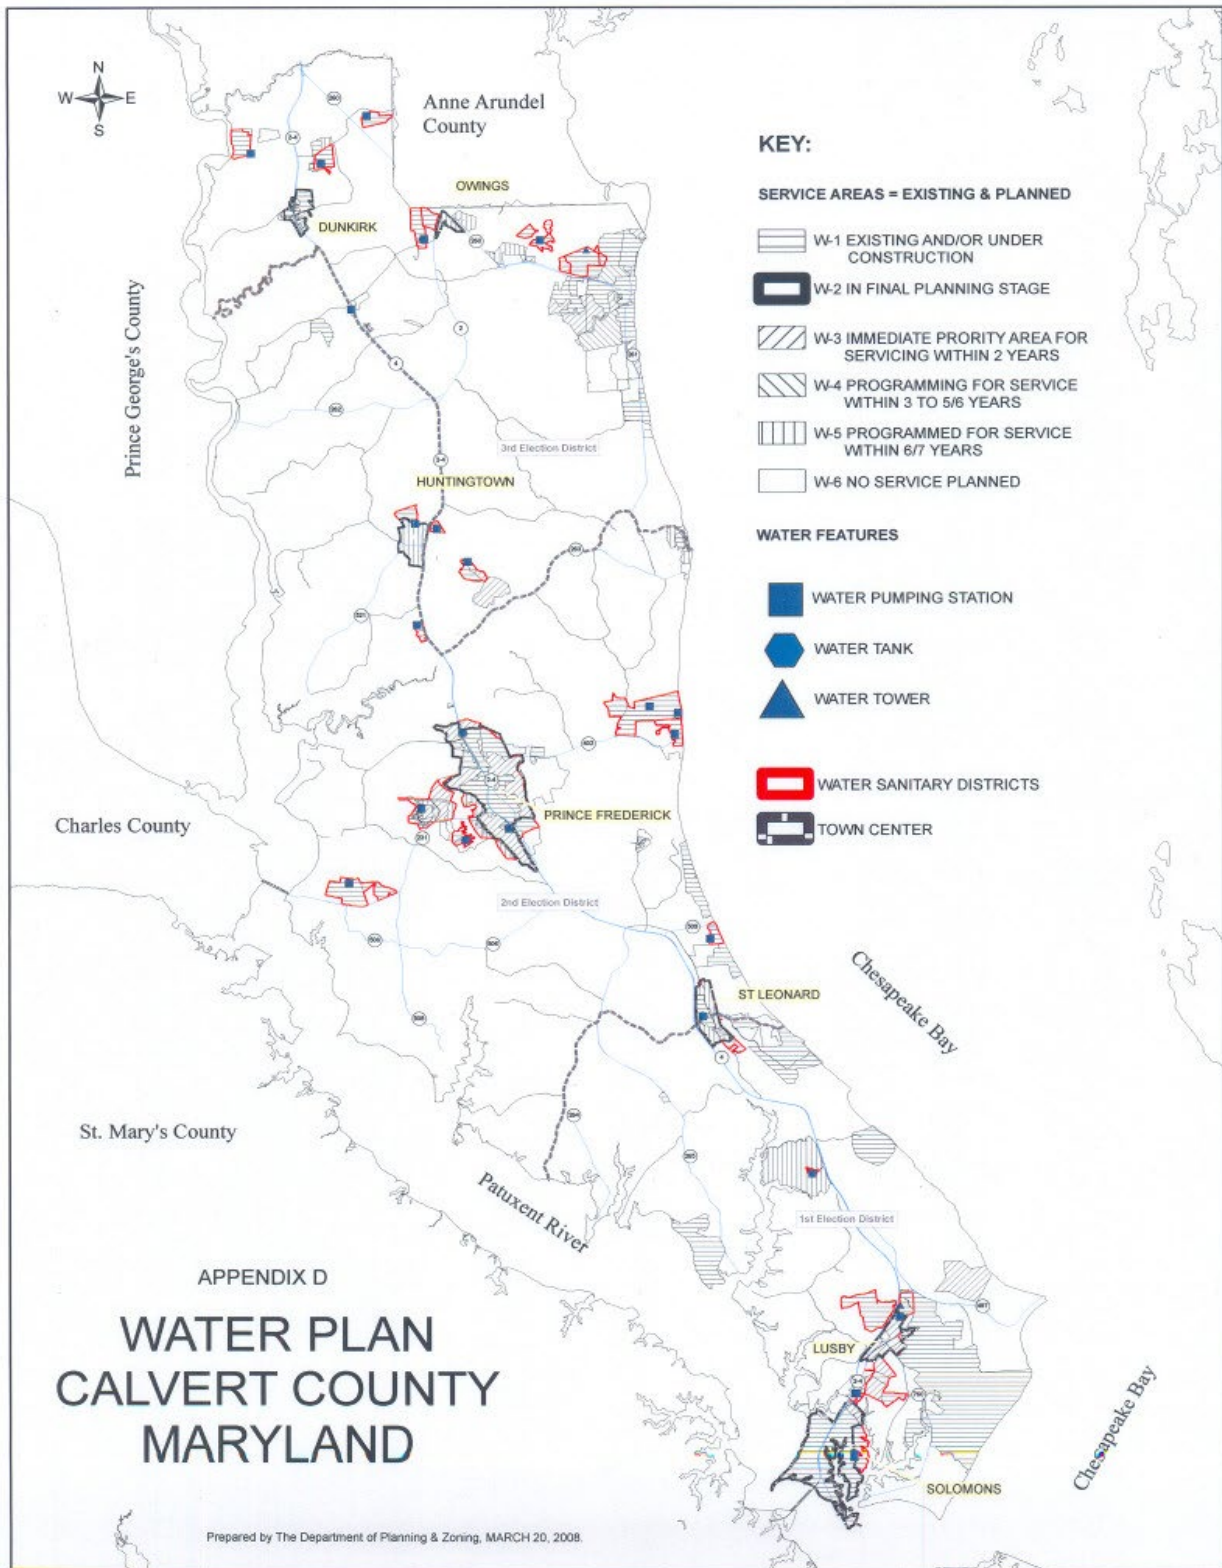 N
W E
S
Anne Arundel
County
OWINGS
DUNKIRK
Prince George's County
3rd Election District
HUNTINGTOWN
PRINCE FREDERICK
Charles County
2nd Election District
ST LEONARD
Chesapeake Bay
St. Mary's County
Patuxent River
1st Election District
LUSBY
SOLOMONS
Chesapeake Bay
KEY:
SERVICE AREAS = EXISTING & PLANNED
W-1 EXISTING AND/OR UNDER
CONSTRUCTION
W-2 IN FINAL PLANNING STAGE
W-3 IMMEDIATE PRORITY AREA FOR
SERVICING WITHIN 2 YEARS
W-4 PROGRAMMING FOR SERVICE
WITHIN 3 TO 5/6 YEARS
W-5 PROGRAMMED FOR SERVICE
WITHIN 6/7 YEARS
W-6 NO SERVICE PLANNED
WATER FEATURES
WATER PUMPING STATION
WATER TANK
WATER TOWER
WATER SANITARY DISTRICTS
TOWN CENTER
APPENDIX D
WATER PLAN
CALVERT COUNTY
MARYLAND
Prepared by The Department of Planning & Zoning, MARCH 20, 2008.